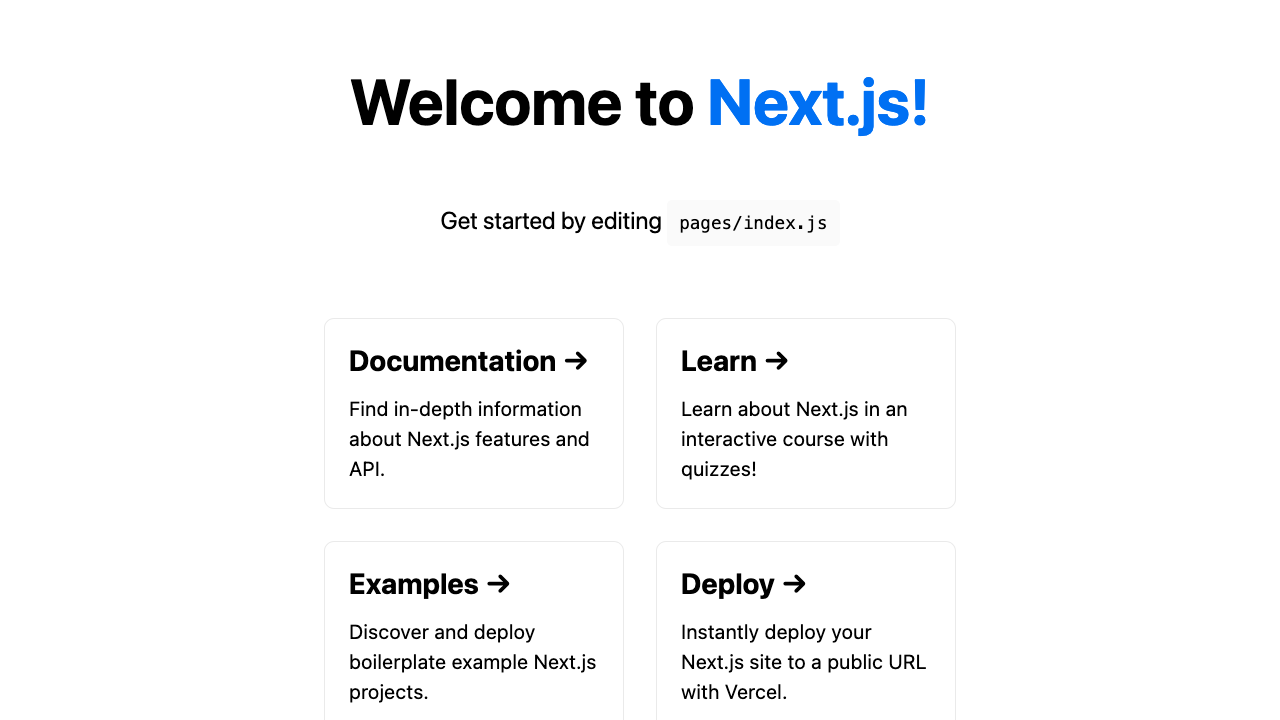 Welcome to Next.js!
Get started by editing pages/index.js
Documentation →
Find in-depth information
about Next.js features and
API.
Learn →
Learn about Next.js in an
interactive course with
quizzes!
Examples →
Discover and deploy
boilerplate example Next.js
projects.
Deploy →
Instantly deploy your
Next.js site to a public URL
with Vercel.